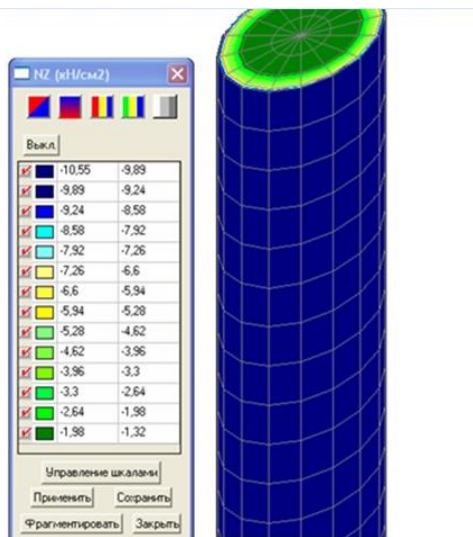 NZ (кН/см2)
Выкл.
-10,55 -9,89
-9,89 -9,24
-9,24 -8,58
-8,58 -7,92
-7,92 -7,26
-7,26 -6,6
-6,6 -5,94
-5,94 -5,28
-5,28 -4,62
-4,62 -3,96
-3,96 -3,3
-3,3 -2,64
-2,64 -1,98
-1,98 -1,32
Управление шкалами
Применить Сохранить
Фрагментировать Закрыть